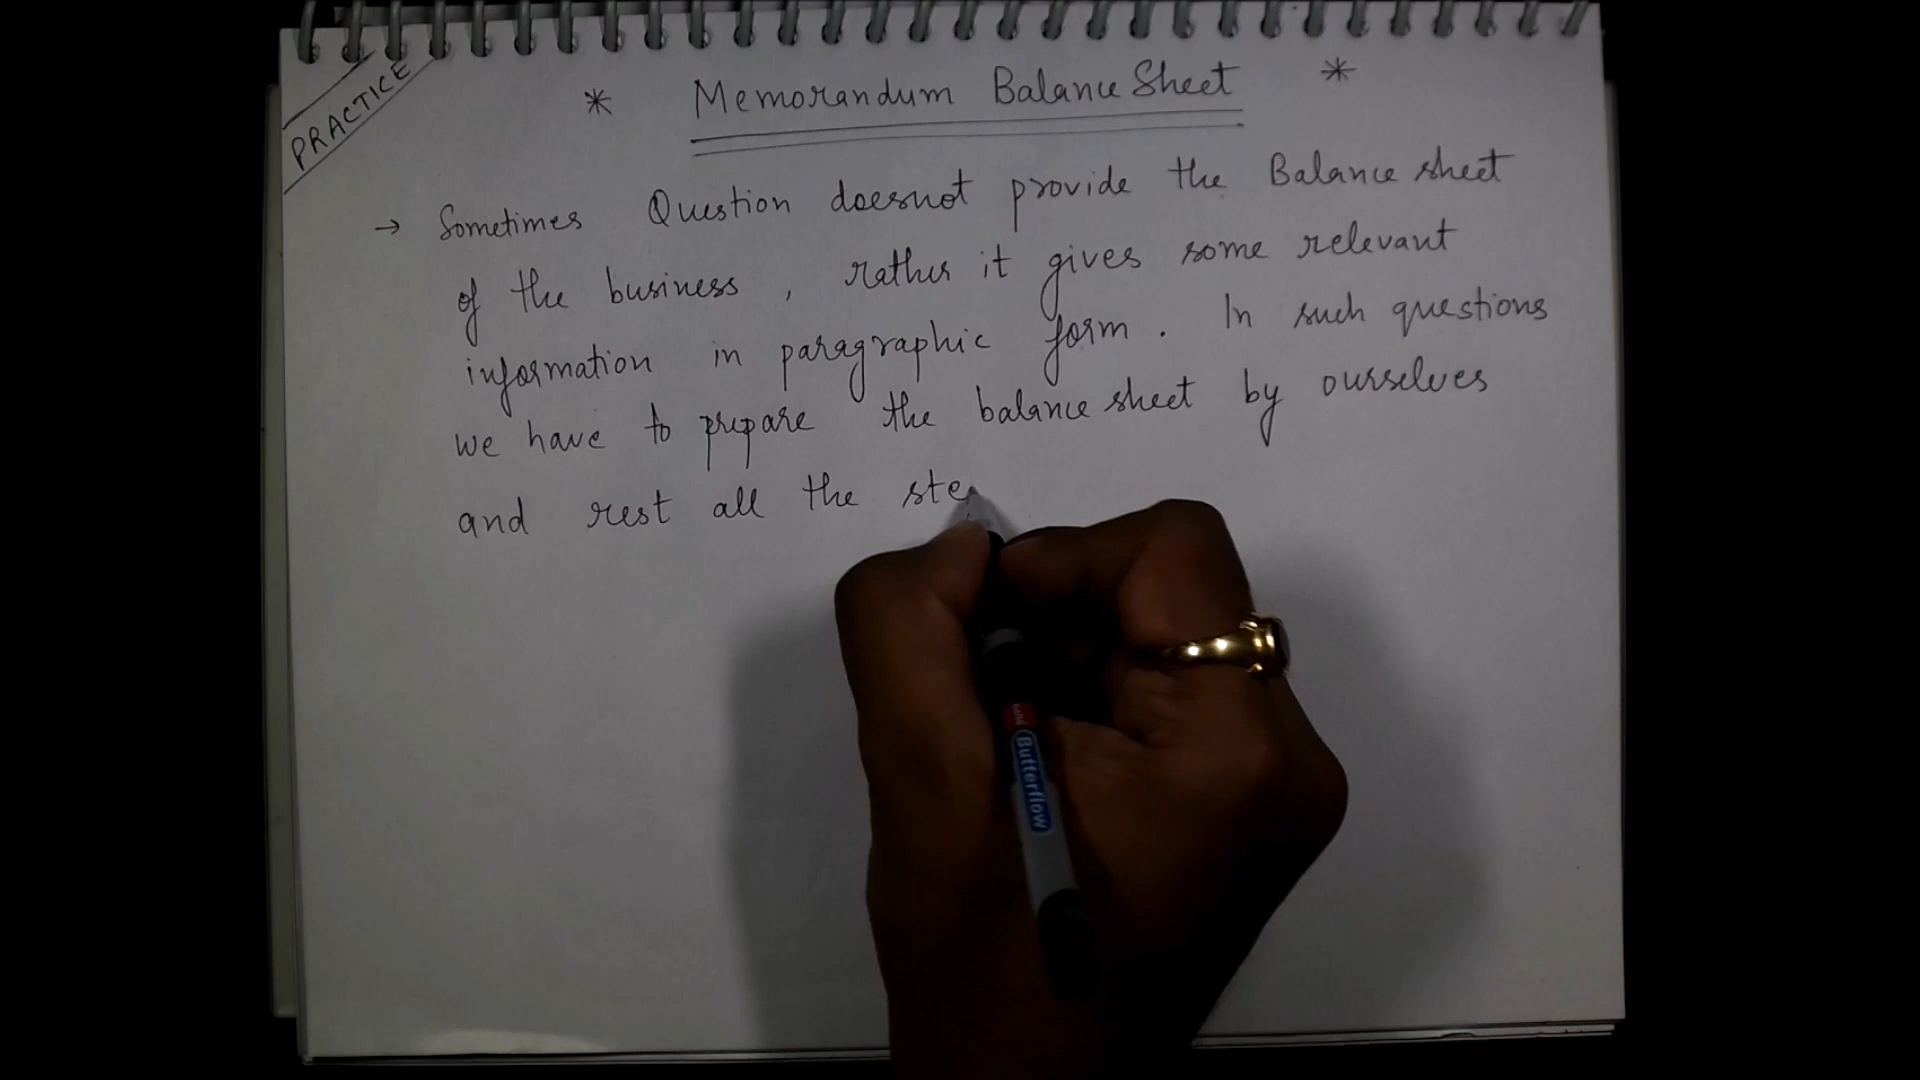 PRACTICE
* Memorandum Balance Sheet *
→ Sometimes Question doesnot provide the Balance sheet
of the business , rather it gives some relevant
information in paragraphic form . In such questions
we have to prepare the balance sheet by ourselves
and rest all the ste
Butterflow